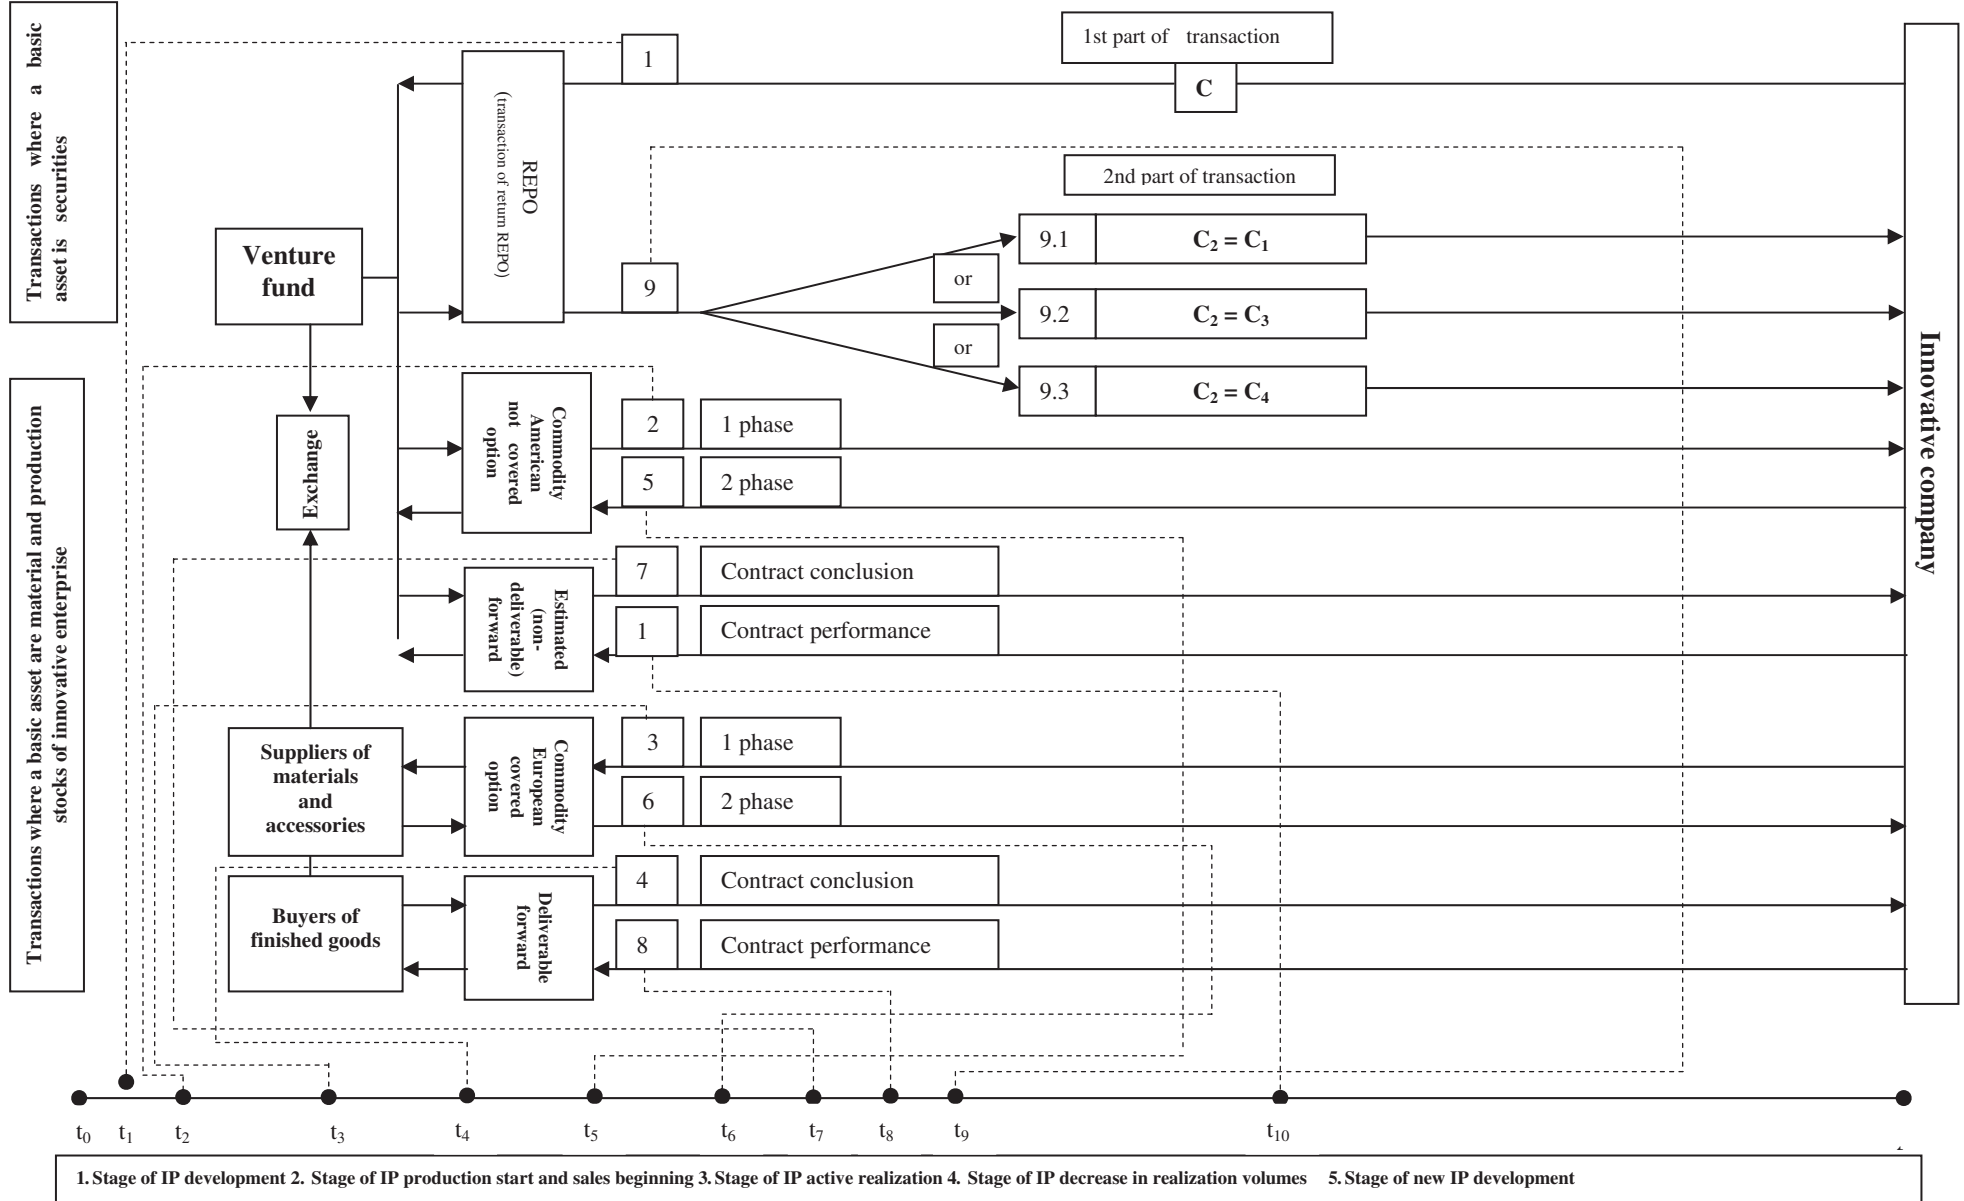 Transactions where a basic
asset is securities
1
1st part of transaction
C
REPO
(transaction of return REPO)
2nd part of transaction
Venture
fund
9
9.1
C₂ = C₁
or
9.2
C₂ = C₃
or
9.3
C₂ = C₄
Innovative company
Transactions where a basic asset are material and production
stocks of innovative enterprise
Exchange
Commodity
American
not covered
option
2
1 phase
5
2 phase
Estimated
(non-
deliverable)
forward
7
Contract conclusion
1
Contract performance
Suppliers of
materials
and
accessories
Commodity
European
covered
option
3
1 phase
6
2 phase
Buyers of
finished goods
Deliverable
forward
4
Contract conclusion
8
Contract performance
t₀ t₁ t₂ t₃ t₄ t₅ t₆ t₇ t₈ t₉ t₁₀
1. Stage of IP development 2. Stage of IP production start and sales beginning 3. Stage of IP active realization 4. Stage of IP decrease in realization volumes 5. Stage of new IP development